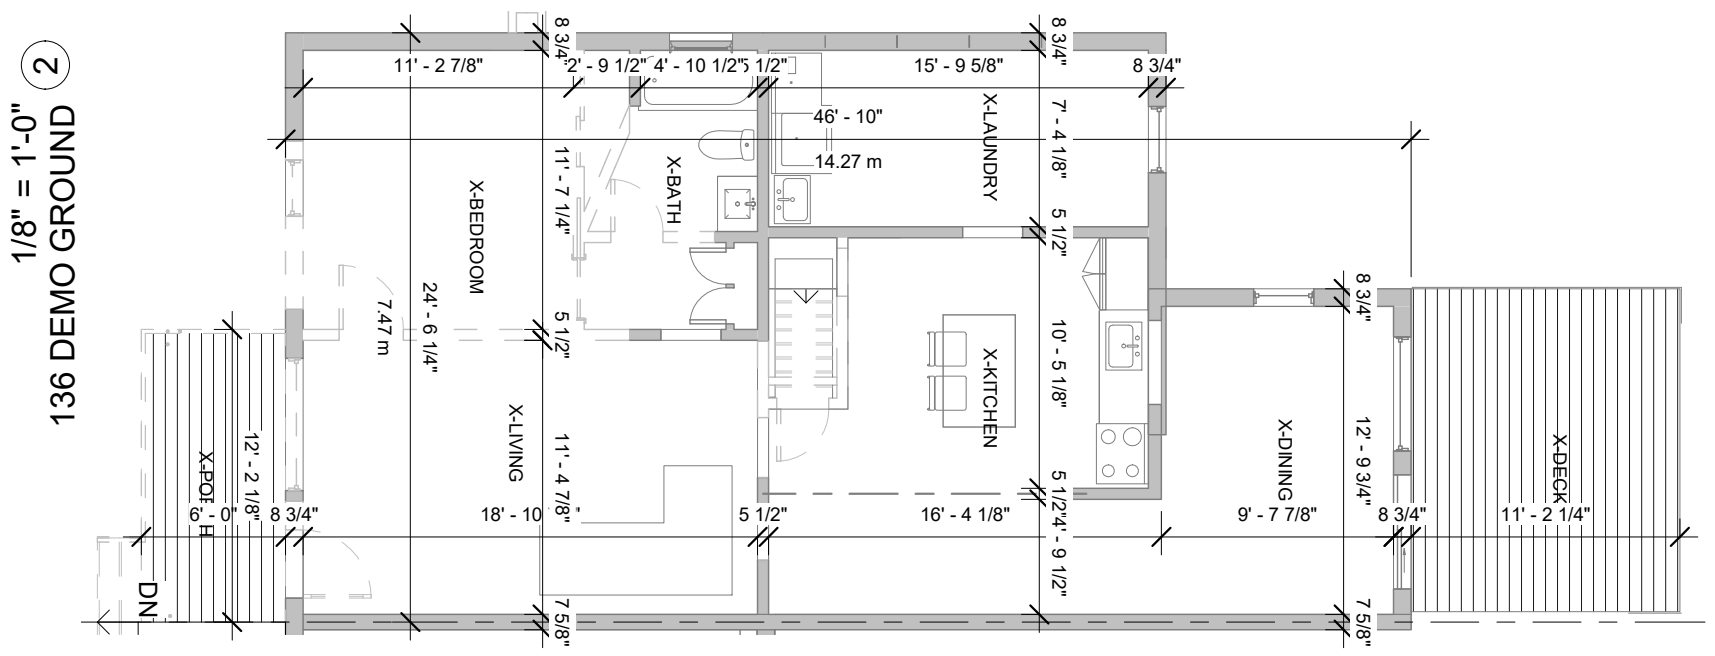 2
136 DEMO GROUND
1/8" = 1'-0"
8 3/4"
8 3/4"
11' - 2 7/8"
2' - 9 1/2"
4' - 10 1/2"
15' - 9 5/8"
8 3/4"
46' - 10"
14.27 m
X-LAUNDRY
7' - 4 1/8"
X-BEDROOM
11' - 7 1/4"
X-BATH
5 1/2"
24' - 6 1/4"
7.47 m
5 1/2"
10' - 5 1/8"
X-KITCHEN
8 3/4"
X-LIVING
11' - 4 7/8"
X-DINING
12' - 9 3/4"
X-DECK
12' - 2 1/8"
6' - 0"
8 3/4"
18' - 10
5 1/2"
16' - 4 1/8"
5 1/2"
4' - 9 1/2"
9' - 7 7/8"
8 3/4"
11' - 2 1/4"
DN
7 5/8"
7 5/8"